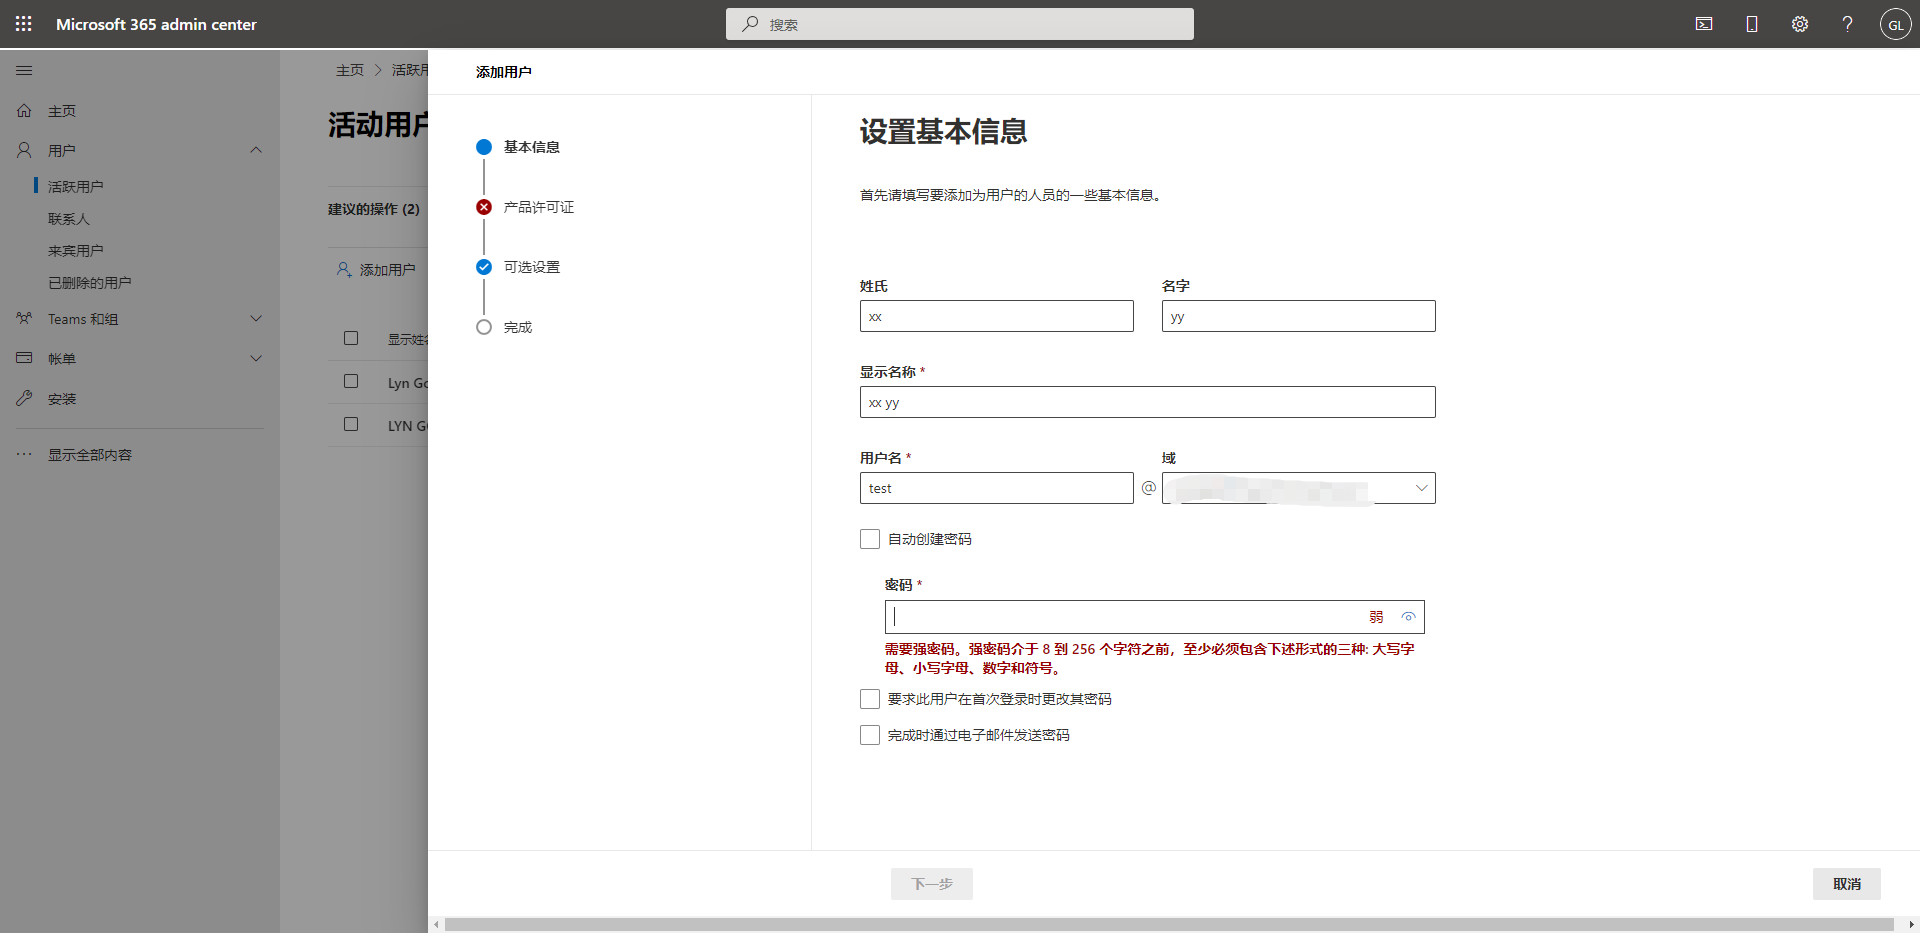 Microsoft 365 admin center
搜索
GL
主页
用户
活跃用户
联系人
来宾用户
已删除的用户
Teams 和组
帐单
安装
显示全部内容
主页 > 活跃用
活动用户
建议的操作 (2)
添加用户
显示姓名
Lyn Go
LYN G
添加用户
基本信息
产品许可证
可选设置
完成
设置基本信息
首先请填写要添加为用户的人员的一些基本信息。
姓氏 名字
xx yy
显示名称 *
xx yy
用户名 * 域
test @
自动创建密码
密码 *
弱
需要强密码。强密码介于 8 到 256 个字符之前，至少必须包含下述形式的三种: 大写字
母、小写字母、数字和符号。
要求此用户在首次登录时更改其密码
完成时通过电子邮件发送密码
下一步
取消